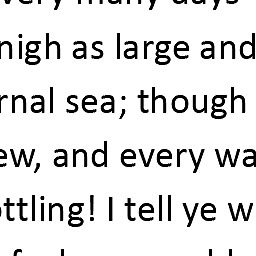 very many days
nigh as large and
rnal sea; though
ew, and every wa
ottling! I tell ye w